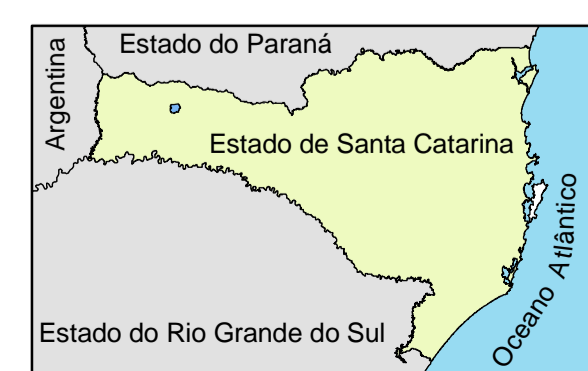 Estado do Paraná
Argentina
Estado de Santa Catarina
Oceano Atlântico
Estado do Rio Grande do Sul